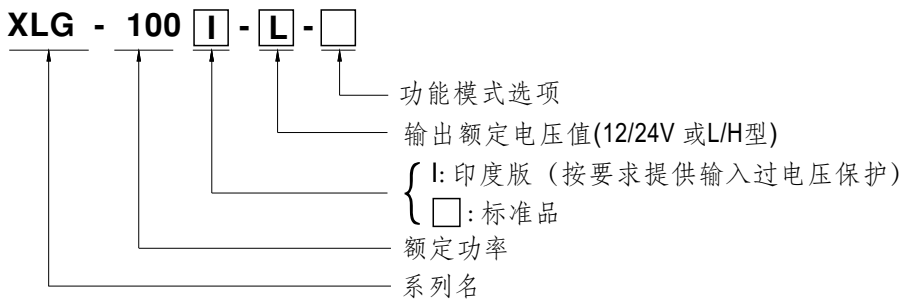 XLG - 100 I - L - □
功能模式选项
输出额定电压值(12/24V 或L/H型)
I: 印度版（按要求提供输入过电压保护）
□: 标准品
额定功率
系列名